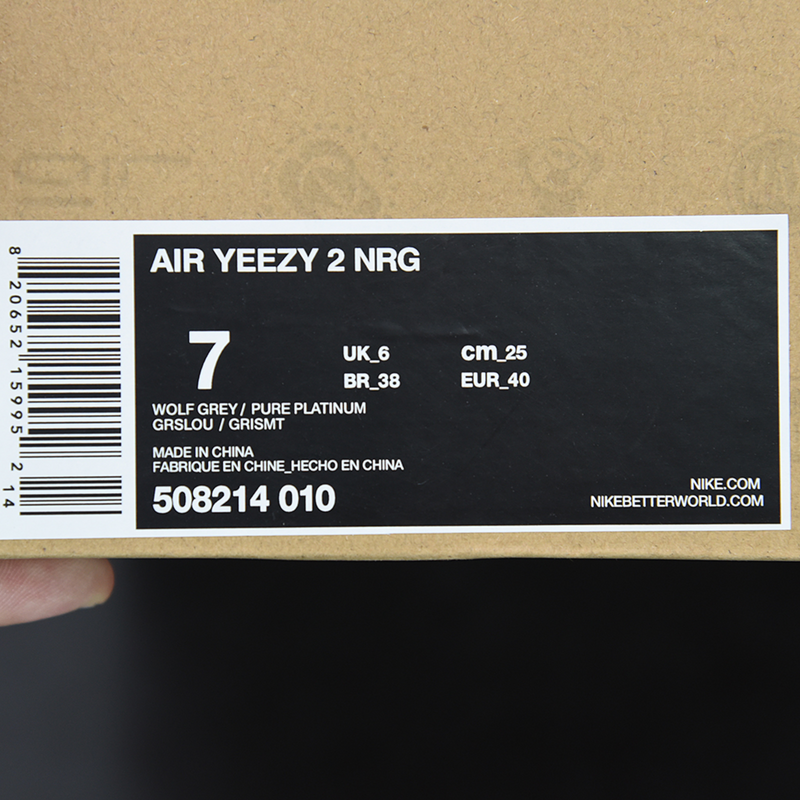 AIR YEEZY 2 NRG
7
UK_6 cm_25
BR_38 EUR_40
WOLF GREY / PURE PLATINUM
GRSLOU / GRISMT
MADE IN CHINA
FABRIQUE EN CHINE_HECHO EN CHINA
508214 010
NIKE.COM
NIKEBETTERWORLD.COM
8 20652 15995 2 14